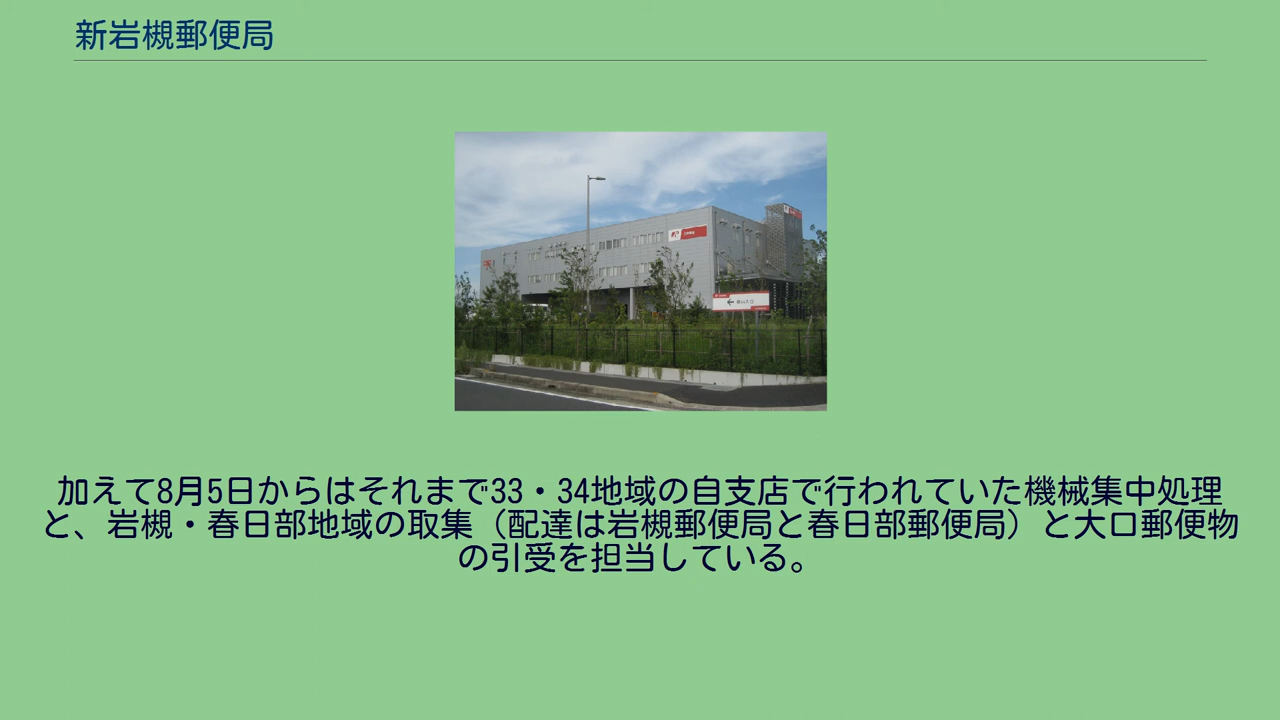 新岩槻郵便局
加えて8月5日からはそれまで33・34地域の自支店で行われていた機械集中処理
と、岩槻・春日部地域の取集（配達は岩槻郵便局と春日部郵便局）と大口郵便物
の引受を担当している。